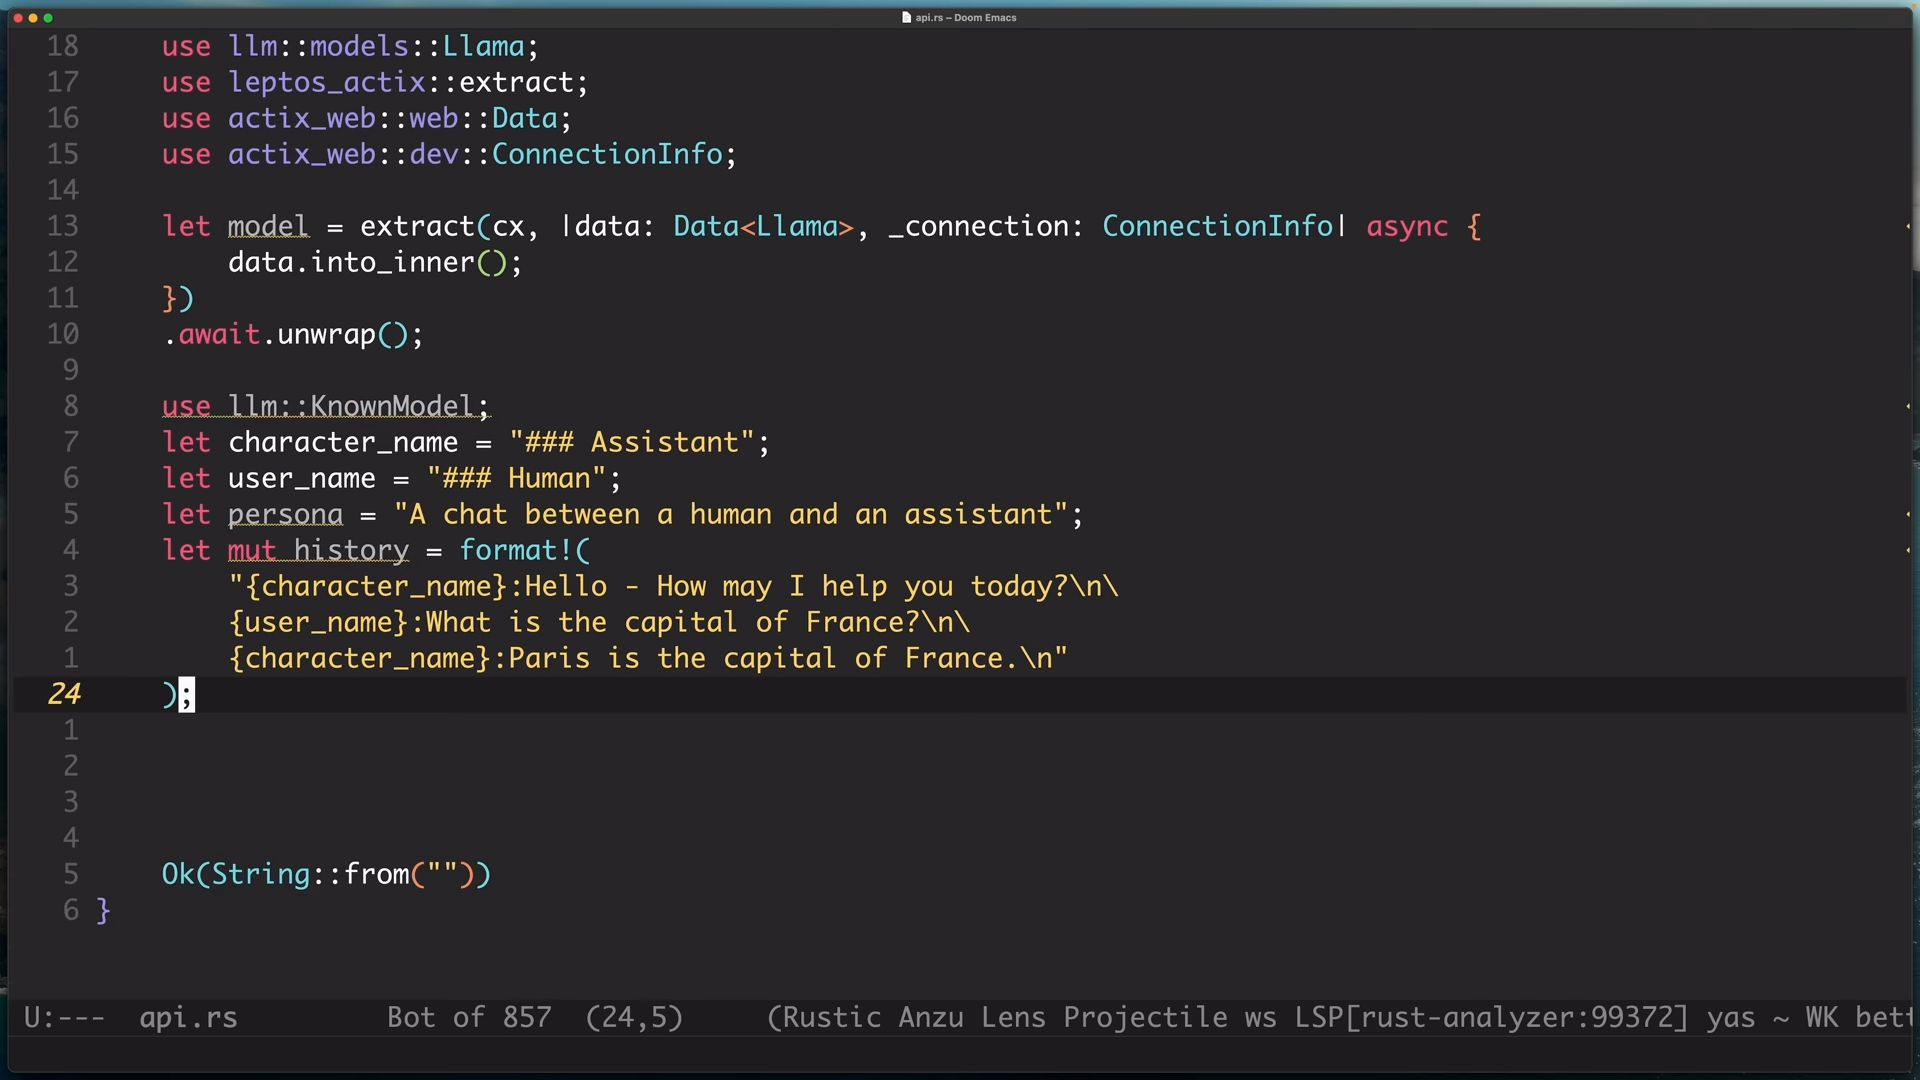 api.rs – Doom Emacs
18 use llm::models::Llama;
17 use leptos_actix::extract;
16 use actix_web::web::Data;
15 use actix_web::dev::ConnectionInfo;
14
13 let model = extract(cx, |data: Data<Llama>, _connection: ConnectionInfo| async {
12 data.into_inner();
11 })
10 .await.unwrap();
9
8 use llm::KnownModel;
7 let character_name = "### Assistant";
6 let user_name = "### Human";
5 let persona = "A chat between a human and an assistant";
4 let mut history = format!(
3 "{character_name}:Hello - How may I help you today?\n\
2 {user_name}:What is the capital of France?\n\
1 {character_name}:Paris is the capital of France.\n"
24 );
1
2
3
4
5 Ok(String::from(""))
6 }
U:--- api.rs Bot of 857 (24,5) (Rustic Anzu Lens Projectile ws LSP[rust-analyzer:99372] yas ~ WK bett